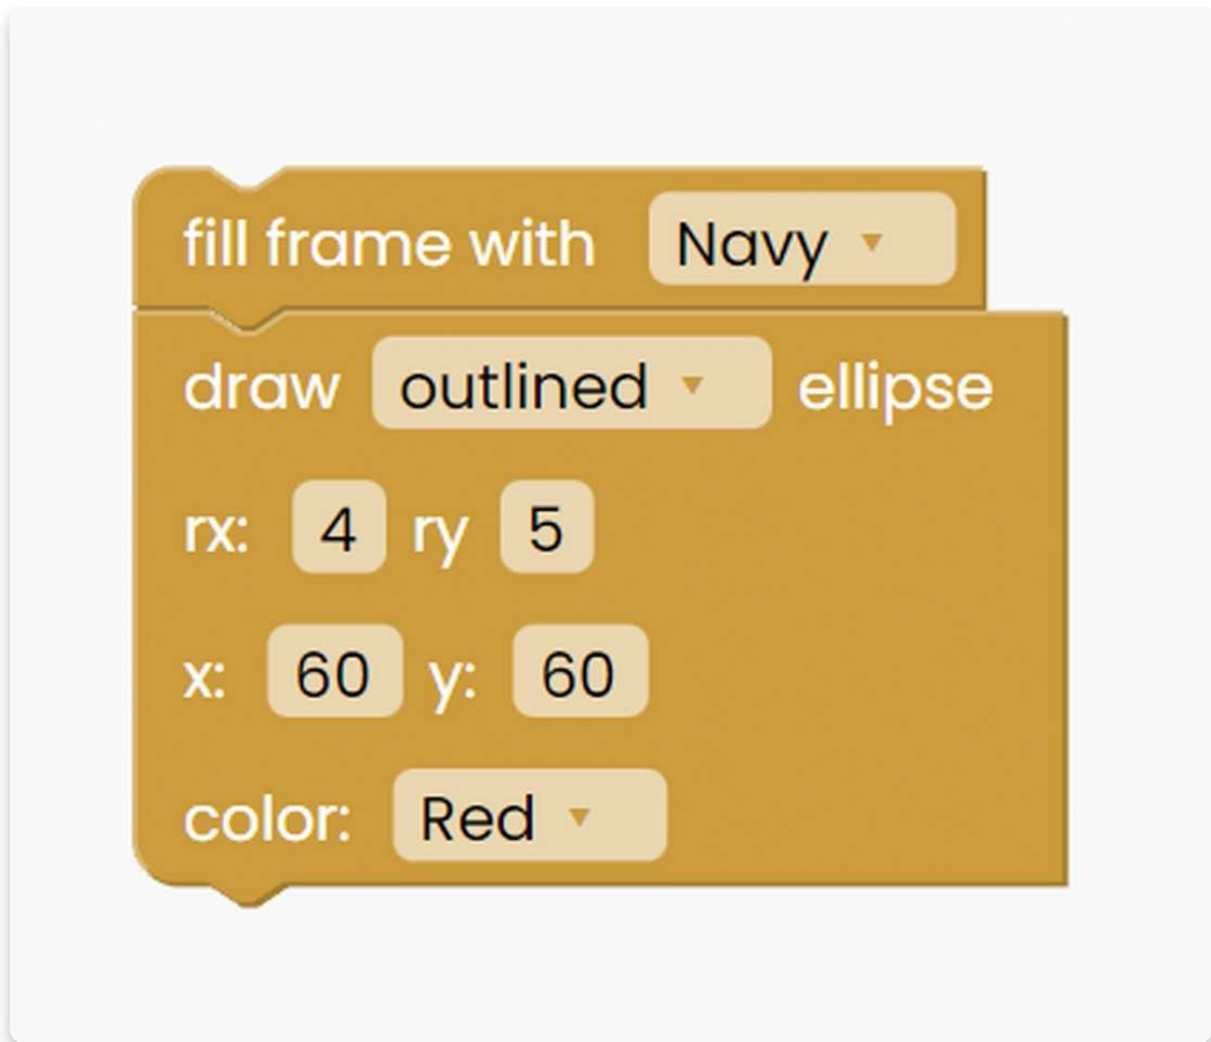 fill frame with Navy
draw outlined ellipse
rx: 4 ry 5
x: 60 y: 60
color: Red